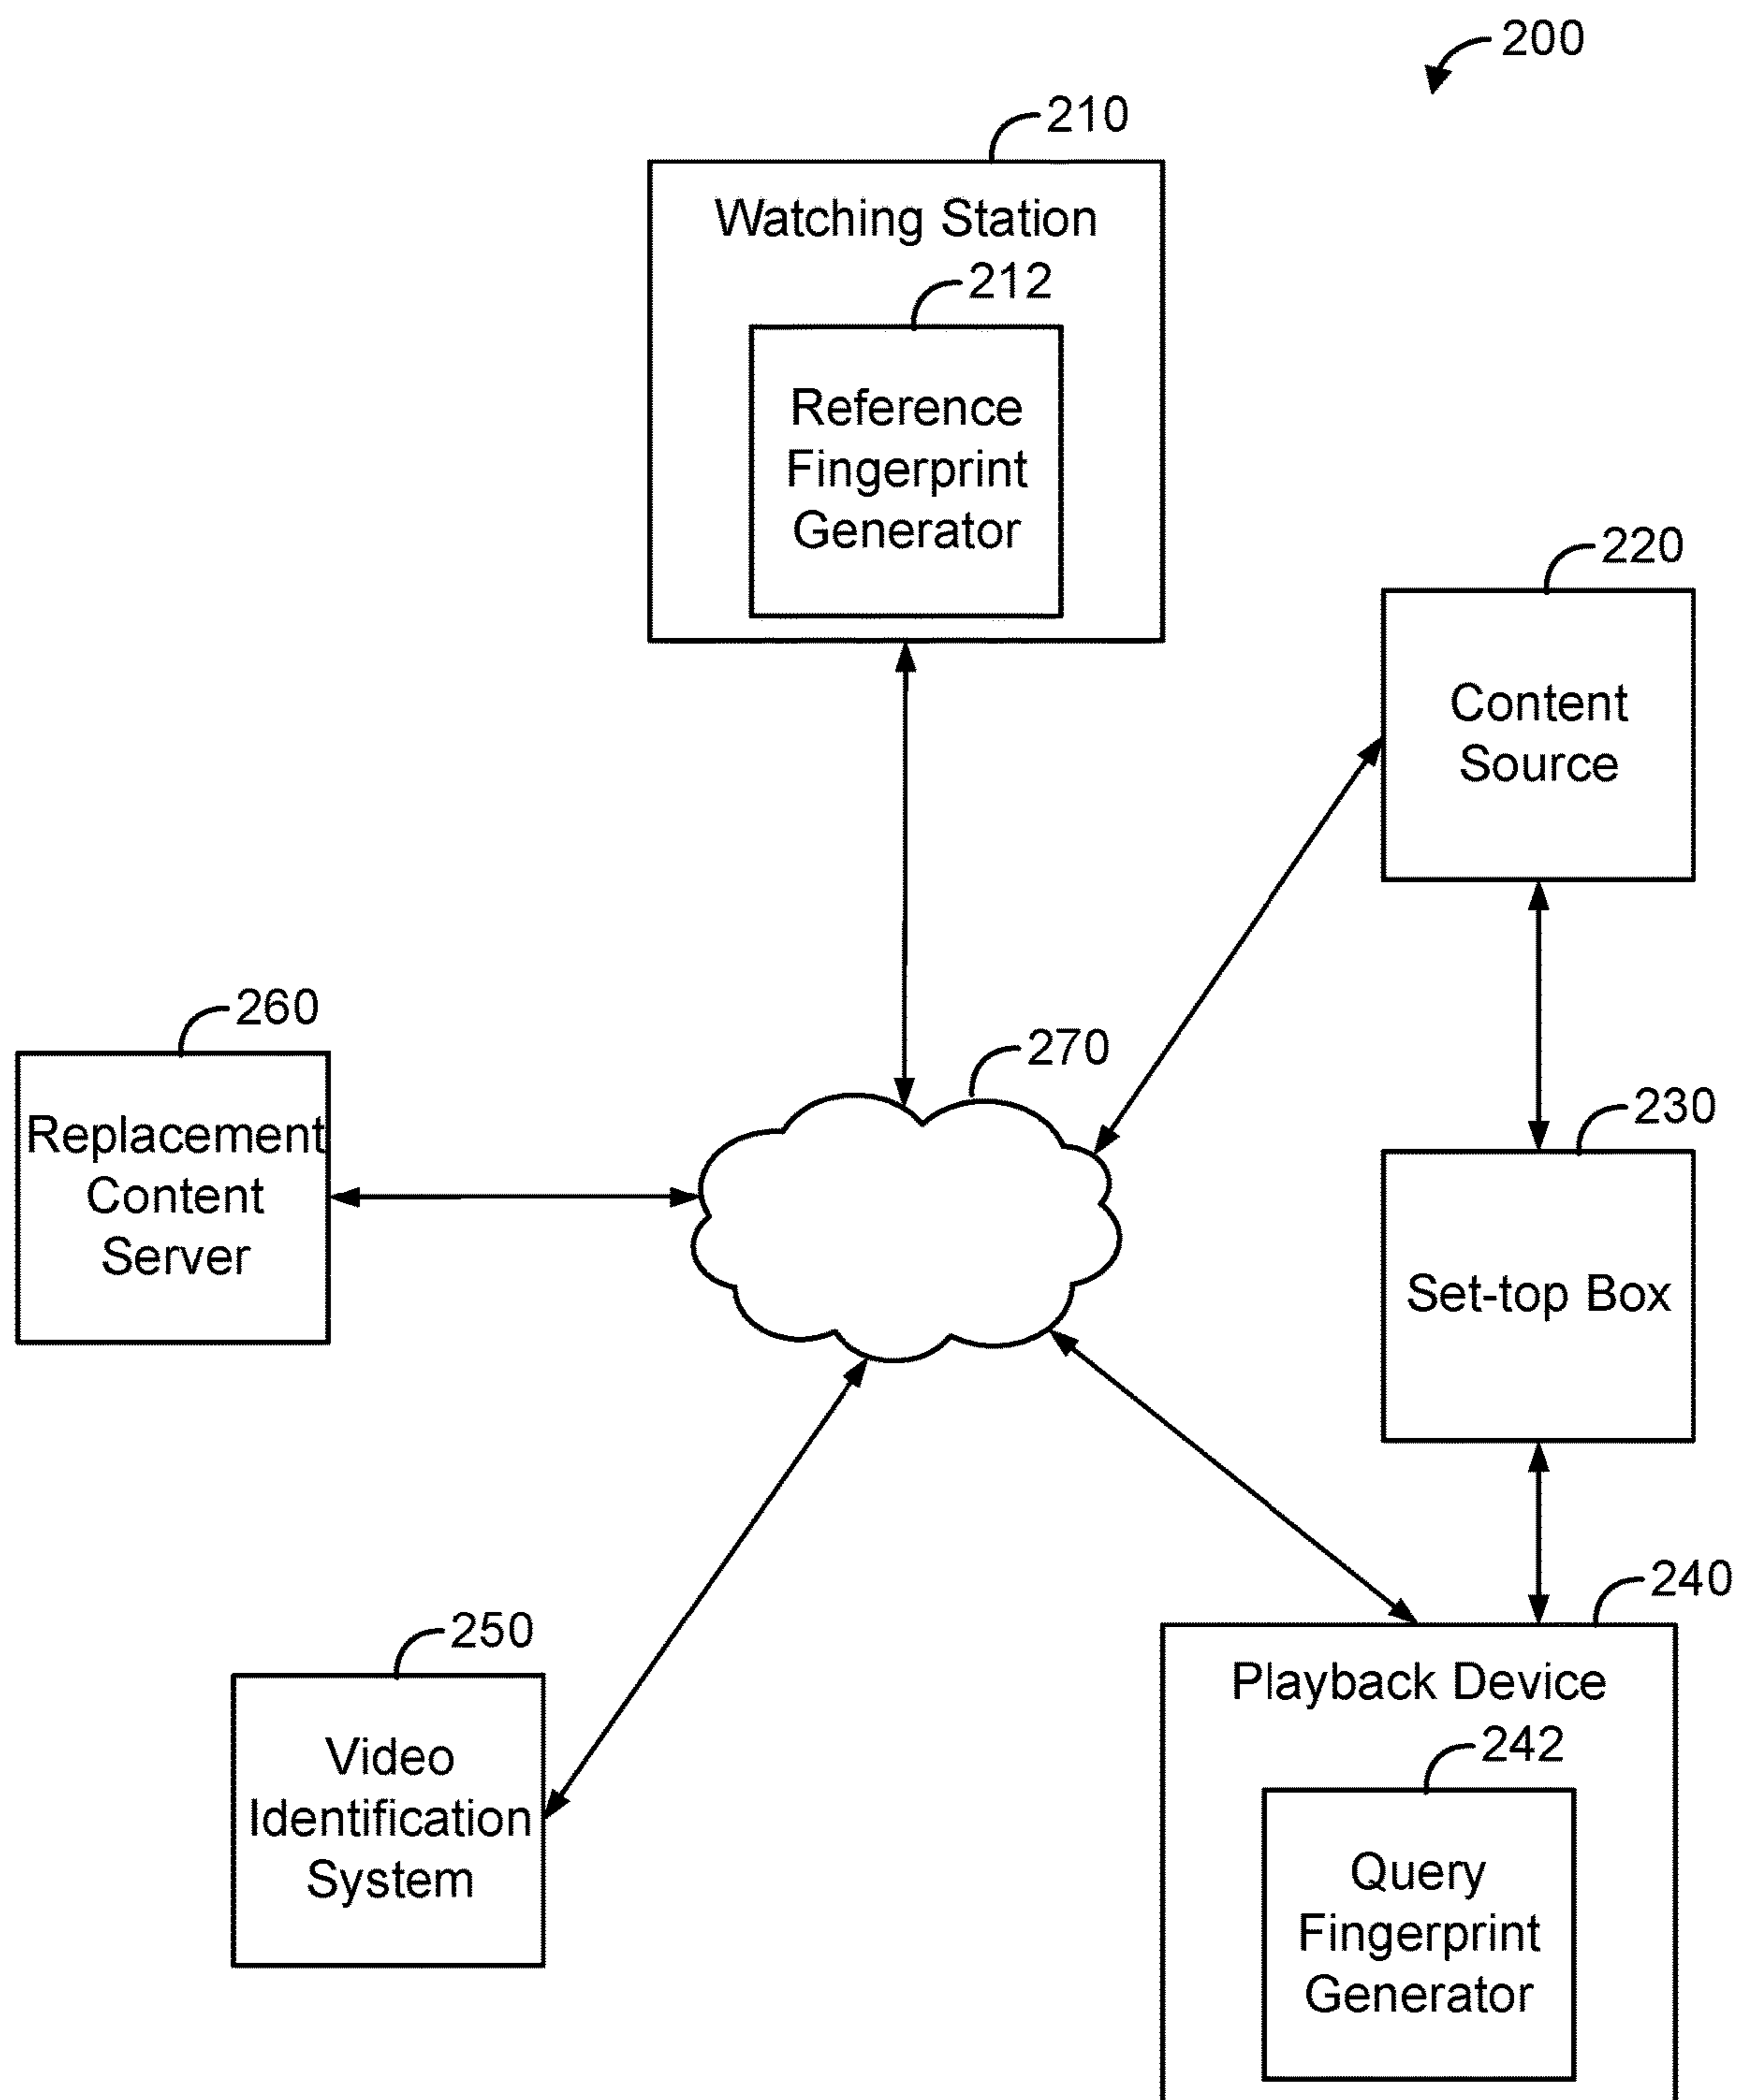 200
210
Watching Station
212
Reference
Fingerprint
Generator
220
Content
Source
260
Replacement
Content
Server
270
230
Set-top Box
250
Video
Identification
System
240
Playback Device
242
Query
Fingerprint
Generator